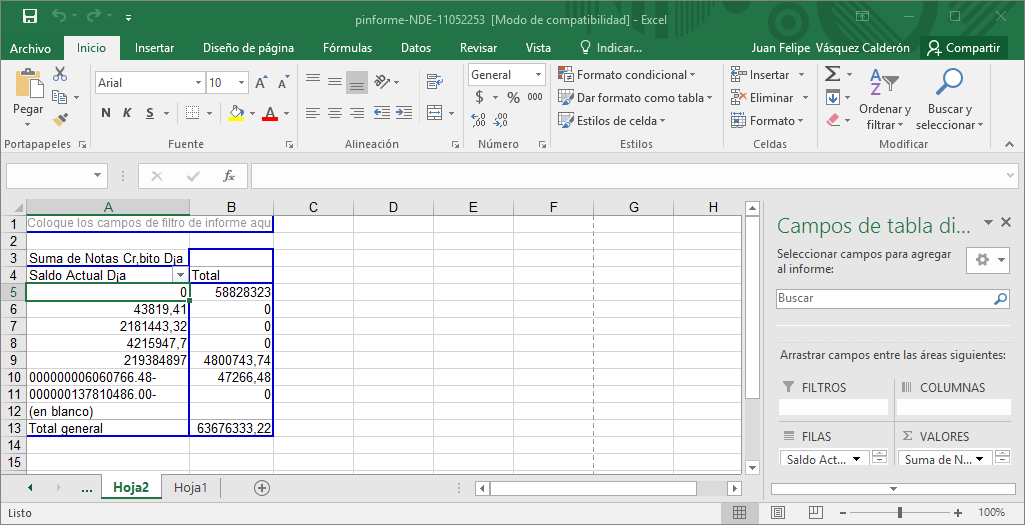 pinforme-NDE-11052253 [Modo de compatibilidad] - Excel
Archivo Inicio Insertar Diseño de página Fórmulas Datos Revisar Vista Indicar... Juan Felipe Vásquez Calderón Compartir
Pegar
Arial 10
N K S
General
$ % 000
Formato condicional
Dar formato como tabla
Estilos de celda
Insertar
Eliminar
Formato
Ordenar y filtrar
Buscar y seleccionar
Portapapeles Fuente Alineación Número Estilos Celdas Modificar
fx
A B C D E F G H
1 Coloque los campos de filtro de informe aqu
2
3 Suma de Notas Cr,bito D¡a
4 Saldo Actual D¡a Total
5 0 58828323
6 43819,41 0
7 2181443,32 0
8 4215947,7 0
9 219384897 4800743,74
10 000000006060766.48- 47266,48
11 000000137810486.00- 0
12 (en blanco)
13 Total general 63676333,22
14
15
Campos de tabla di...
Seleccionar campos para agregar al informe:
Buscar
Arrastrar campos entre las áreas siguientes:
FILTROS COLUMNAS
FILAS Σ VALORES
Saldo Act... Suma de N...
... Hoja2 Hoja1
Listo 100%